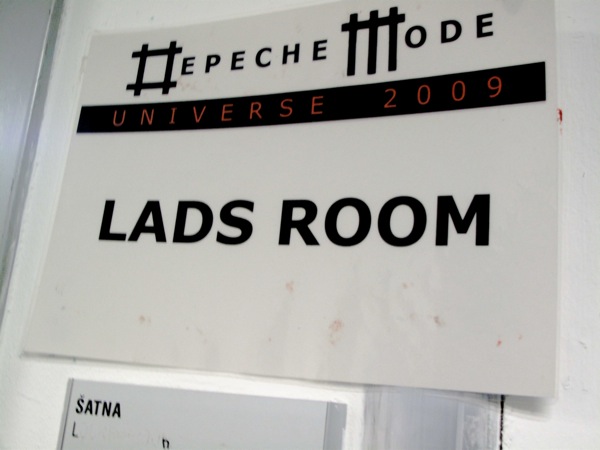 DEPECHE MODE
UNIVERSE 2009
LADS ROOM
ŠATNA